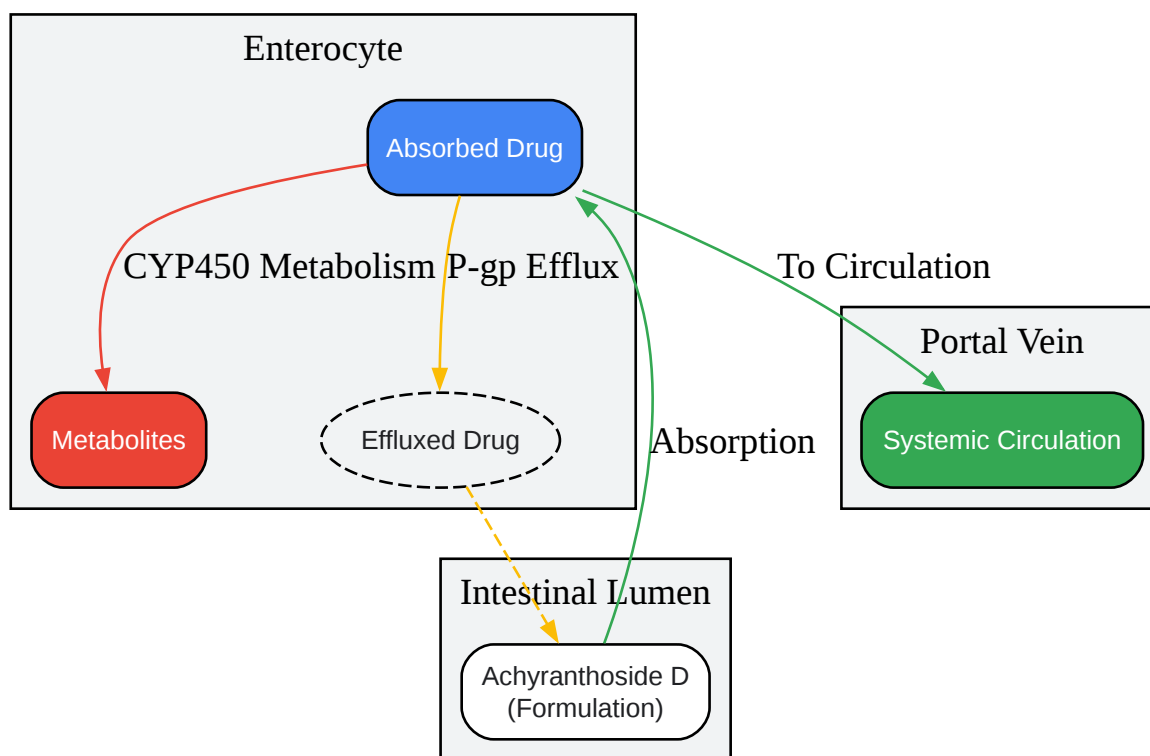 Enterocyte
Absorbed Drug
CYP450 Metabolism
P-gp Efflux
To Circulation
Portal Vein
Metabolites
Effluxed Drug
Absorption
Systemic Circulation
Intestinal Lumen
Achyranthoside D
(Formulation)